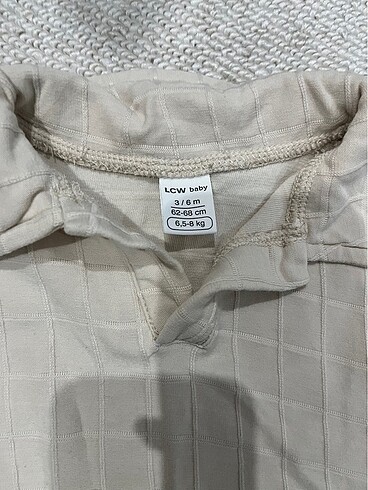 LCW baby
3 / 6 m
62-68 cm
6,5-8 kg